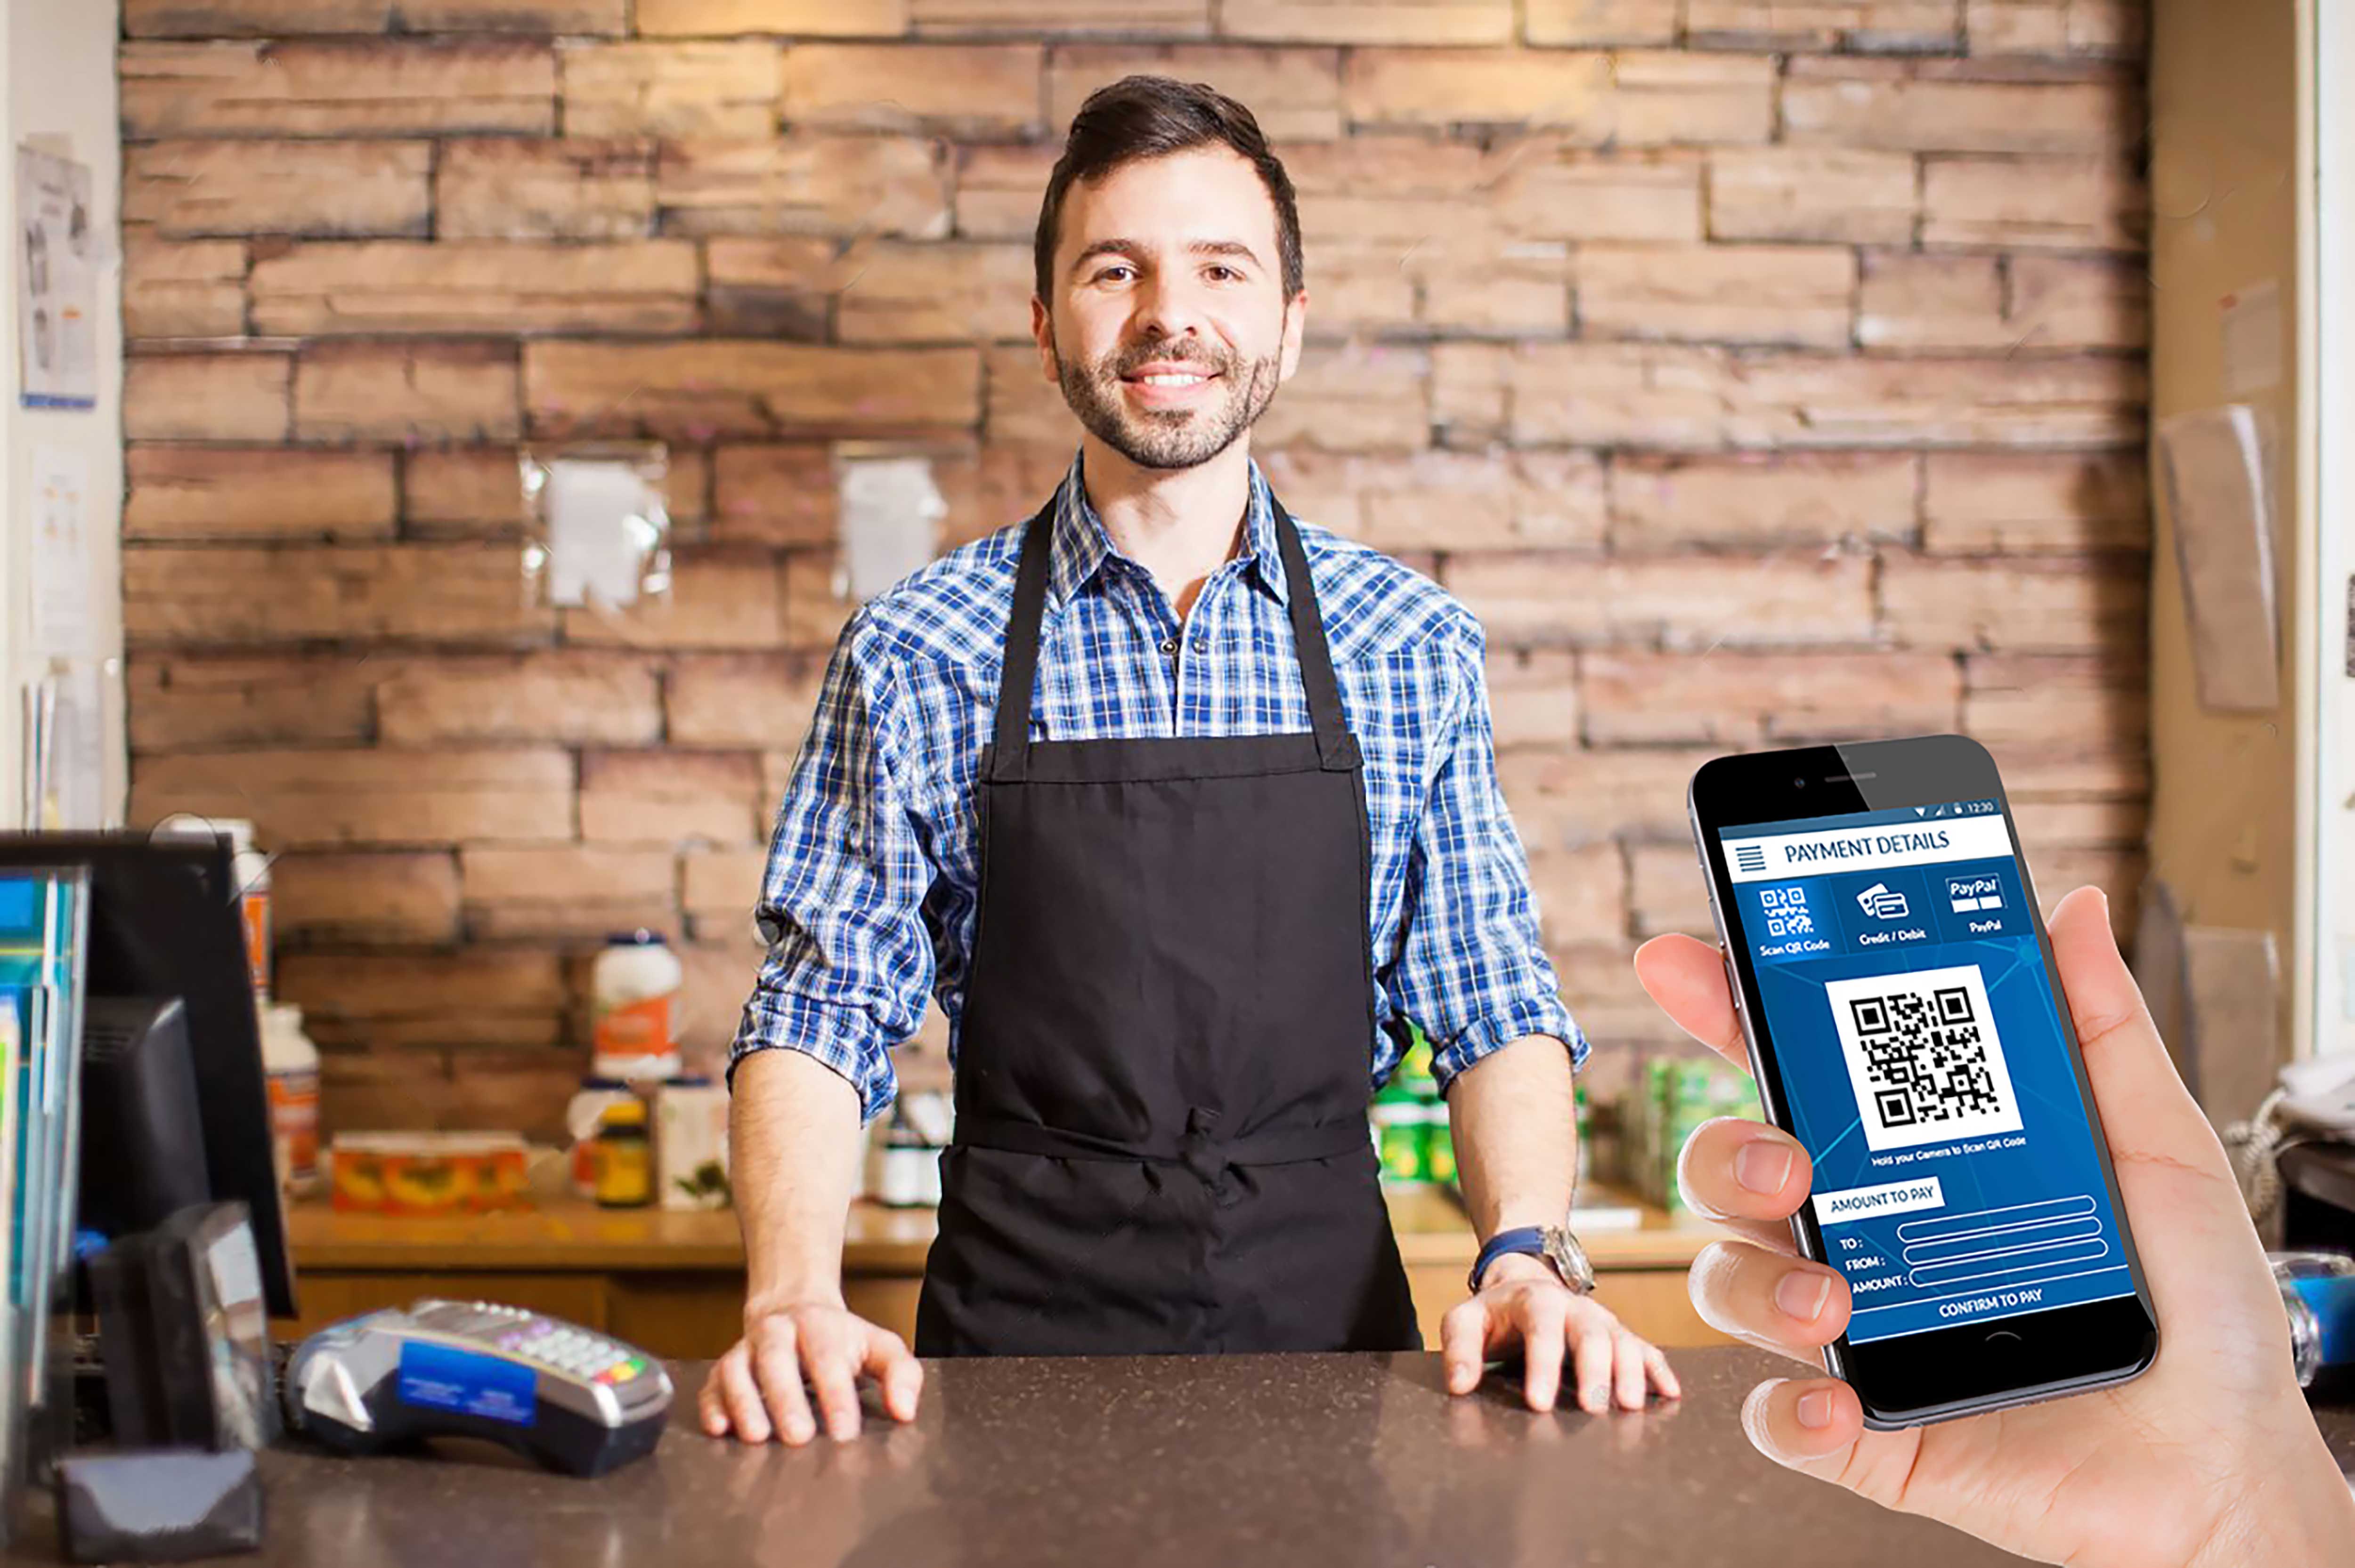 12:30
PAYMENT DETAILS
PayPal
Scan QR Code
Credit / Debit
PayPal
Hold your Camera to Scan QR Code
AMOUNT TO PAY
TO :
FROM :
AMOUNT :
CONFIRM TO PAY